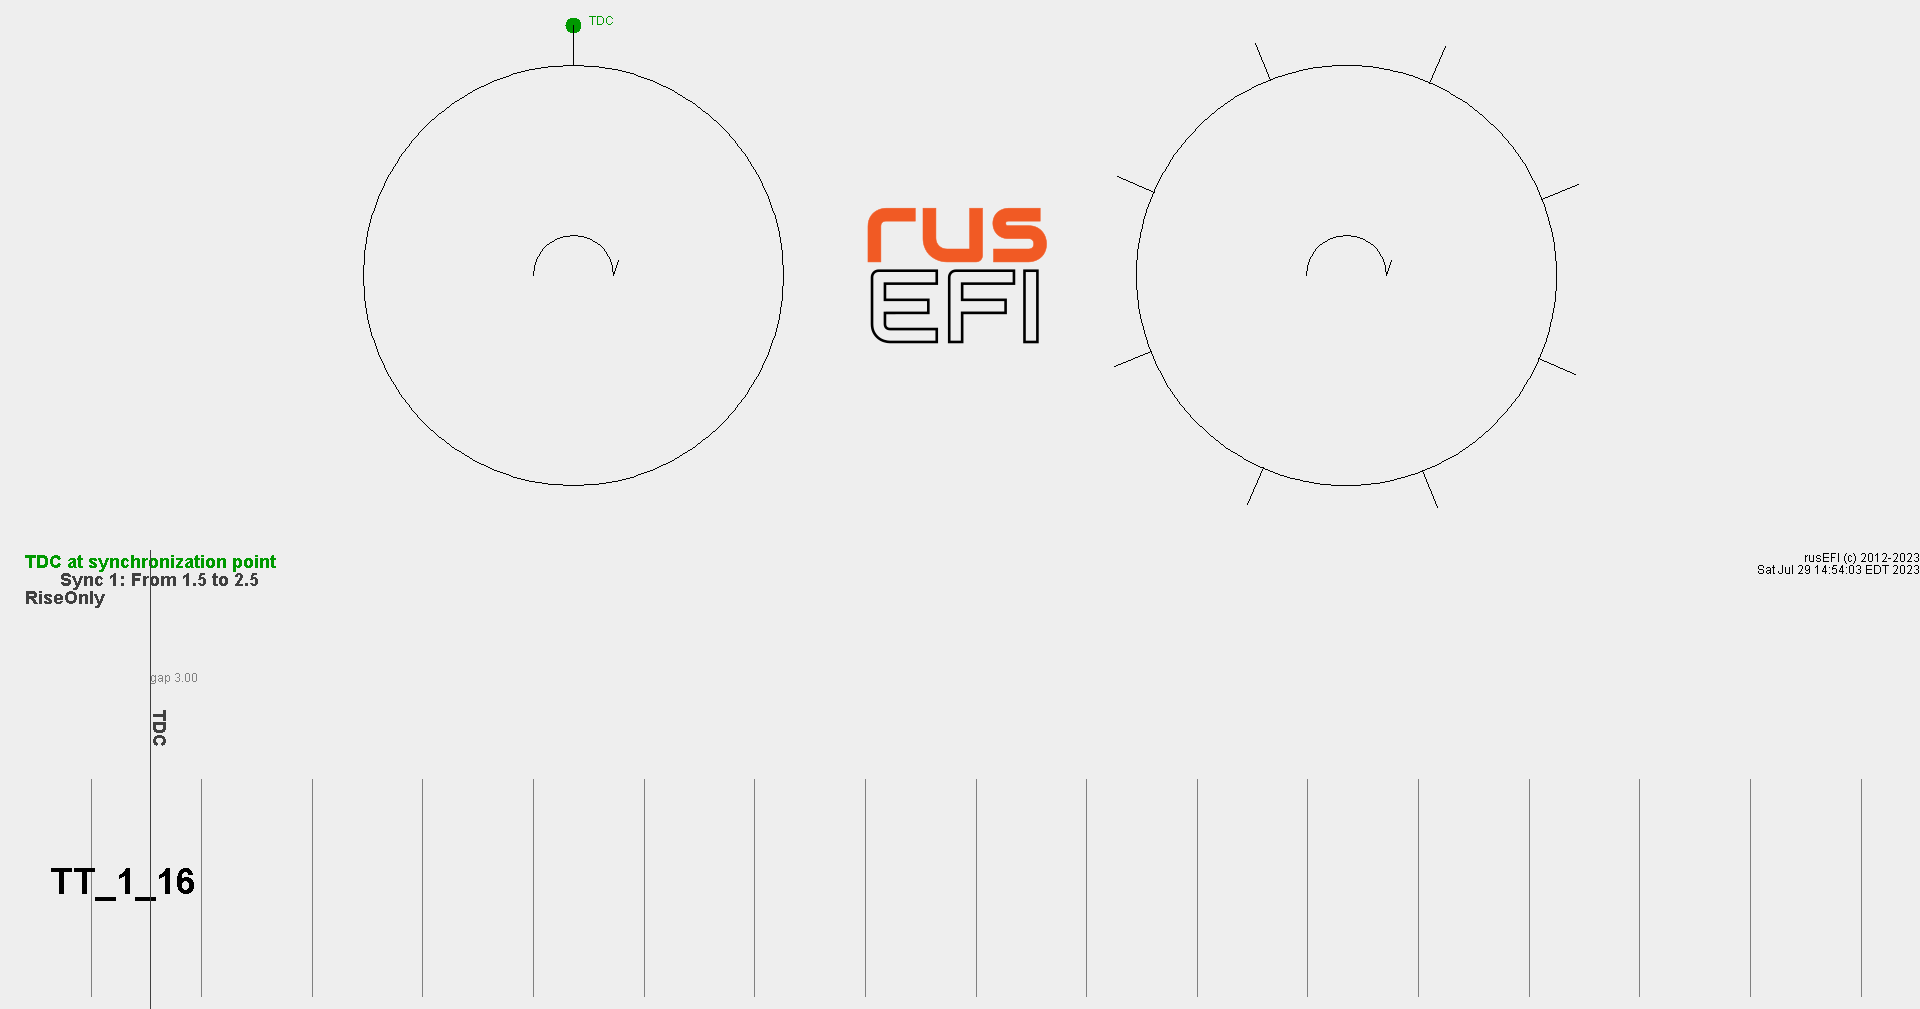 TDC
rus
EFI
TDC at synchronization point
Sync 1: From 1.5 to 2.5
RiseOnly
rusEFI (c) 2012-2023
Sat Jul 29 14:54:03 EDT 2023
gap 3.00
TDC
TT_1_16